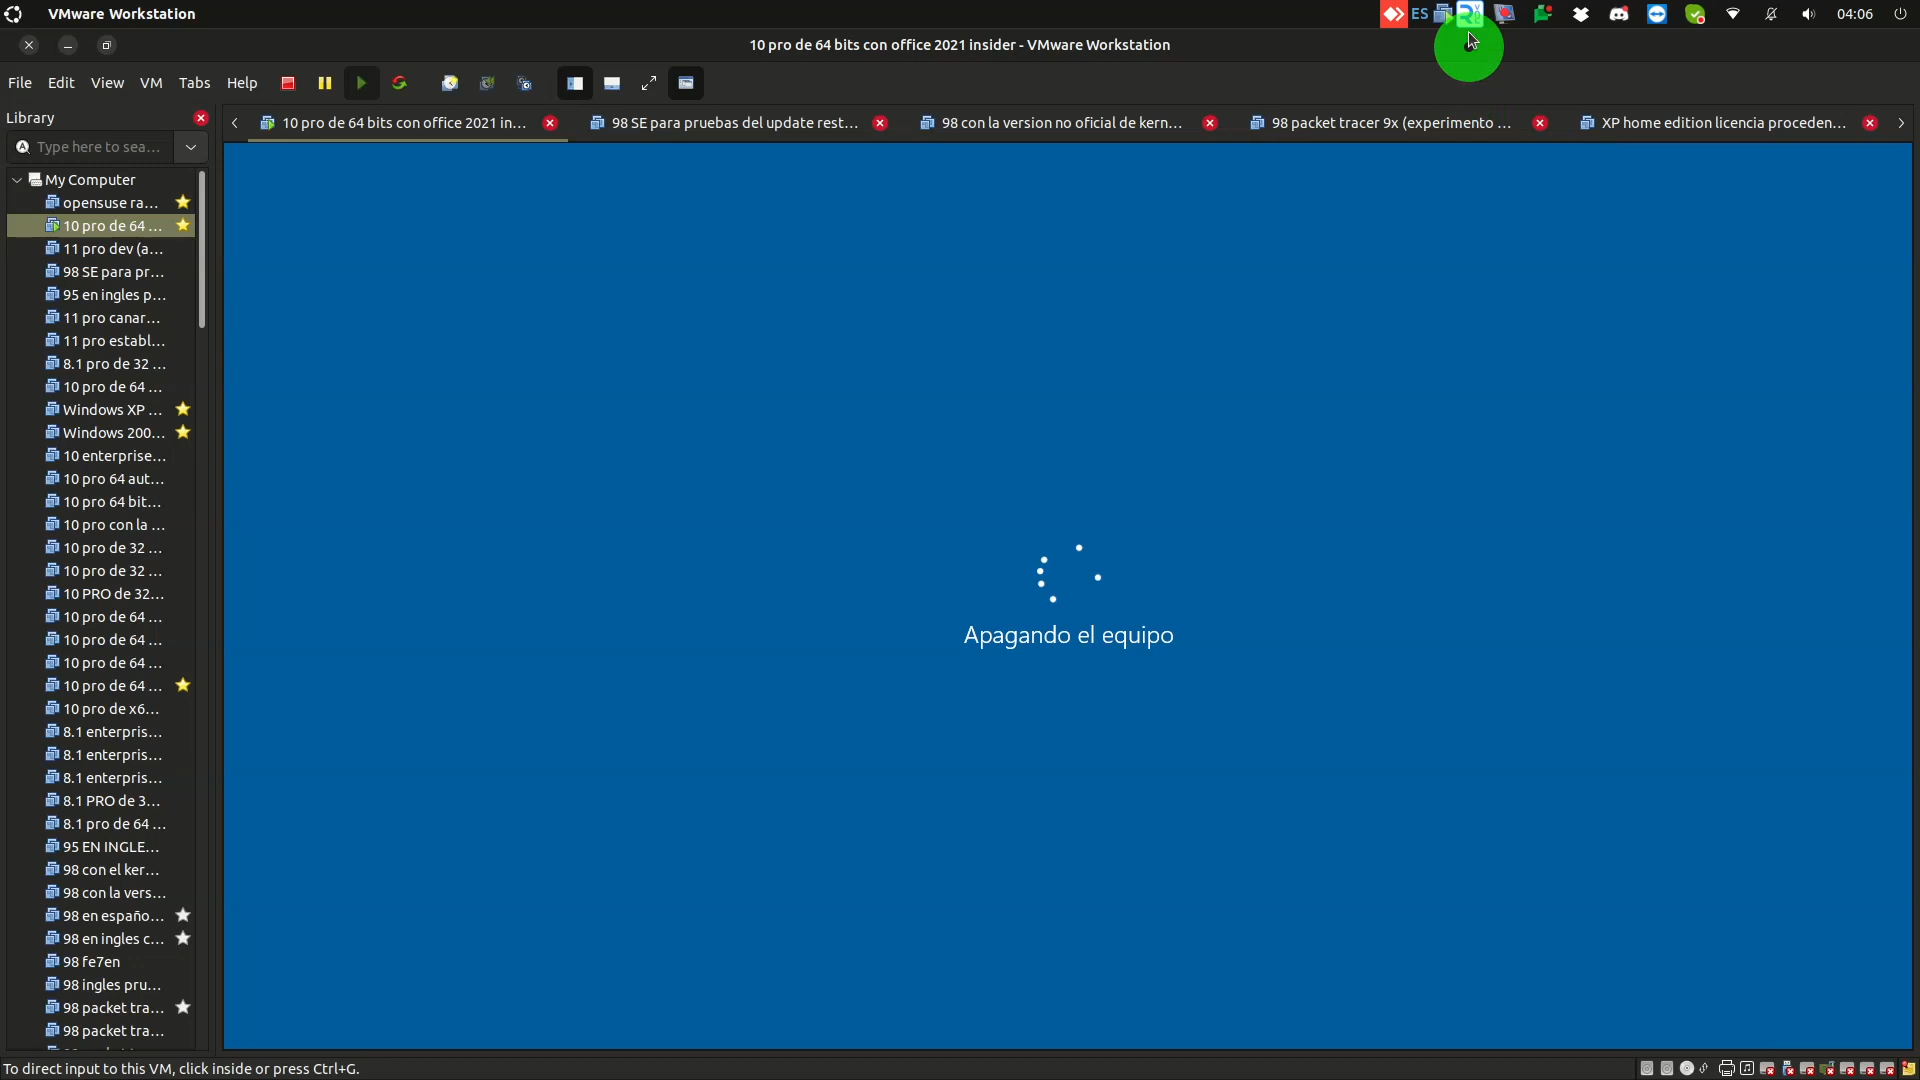 VMware Workstation
ES
04:06
10 pro de 64 bits con office 2021 insider - VMware Workstation
File Edit View VM Tabs Help
Library
10 pro de 64 bits con office 2021 in...
98 SE para pruebas del update rest...
98 con la version no oficial de kern...
98 packet tracer 9x (experimento ...
XP home edition licencia proceden...
Type here to sea...
My Computer
opensuse ra...
10 pro de 64 ...
11 pro dev (a...
98 SE para pr...
95 en ingles p...
11 pro canar...
11 pro establ...
8.1 pro de 32 ...
10 pro de 64 ...
Windows XP ...
Windows 200...
10 enterprise...
10 pro 64 aut...
10 pro 64 bit...
10 pro con la ...
10 pro de 32 ...
10 pro de 32 ...
10 PRO de 32...
10 pro de 64 ...
10 pro de 64 ...
10 pro de 64 ...
10 pro de 64 ...
10 pro de x6...
8.1 enterpris...
8.1 enterpris...
8.1 enterpris...
8.1 PRO de 3...
8.1 pro de 64 ...
95 EN INGLE...
98 con el ker...
98 con la vers...
98 en españo...
98 en ingles c...
98 fe7en
98 ingles pru...
98 packet tra...
98 packet tra...
Apagando el equipo
To direct input to this VM, click inside or press Ctrl+G.